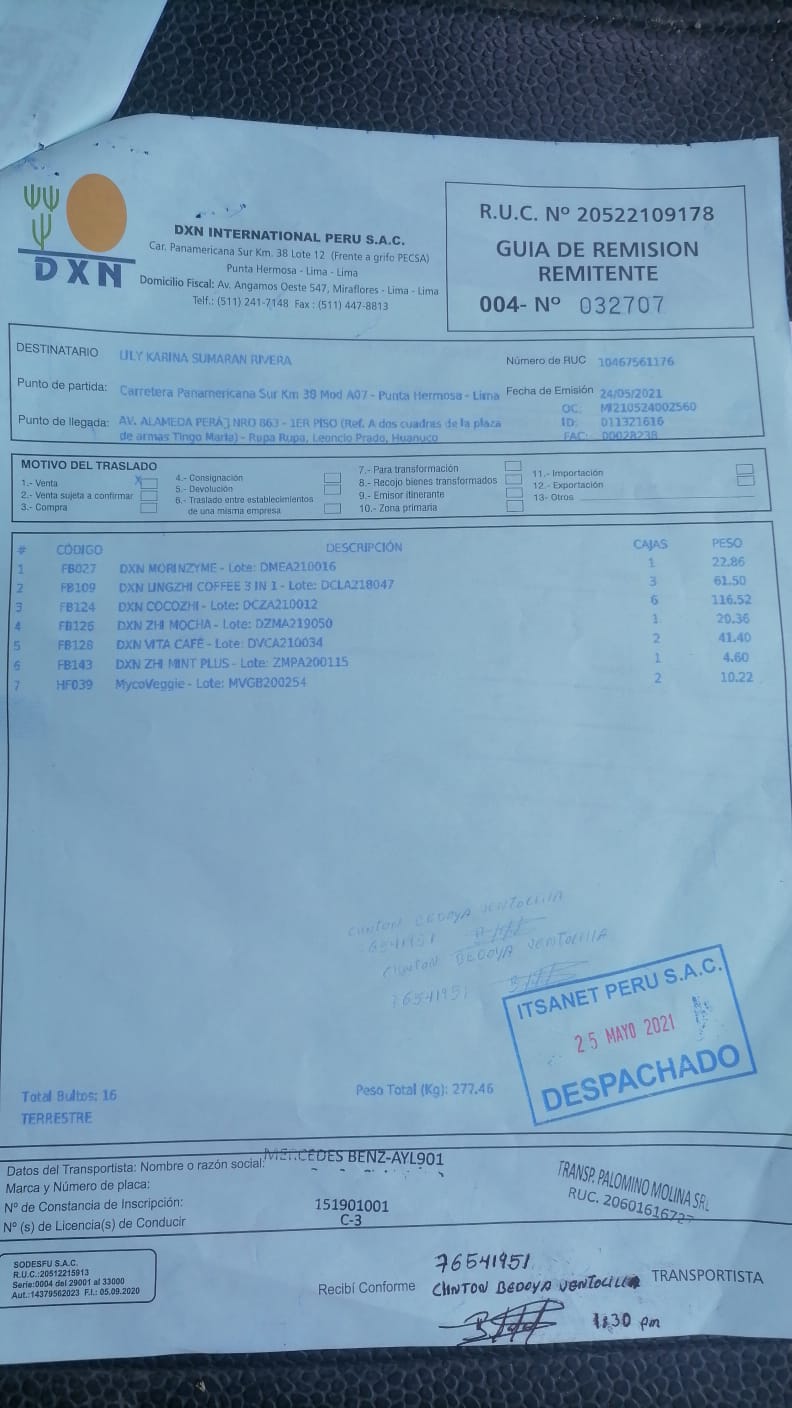 DXN
DXN INTERNATIONAL PERU S.A.C.
Car. Panamericana Sur Km. 38 Lote 12 (Frente a grifo PECSA)
Punta Hermosa - Lima - Lima
Domicilio Fiscal: Av. Angamos Oeste 547, Miraflores - Lima - Lima
Telf.: (511) 241-7148 Fax : (511) 447-8813
R.U.C. Nº 20522109178
GUIA DE REMISION
REMITENTE
004- Nº 032707
DESTINATARIO LILY KARINA SUMARAN RIVERA Número de RUC 10467561176
Punto de partida: Carretera Panamericana Sur Km 38 Mod A07 - Punta Hermosa - Lima Fecha de Emisión 24/05/2021
OC: MI210524002560
Punto de llegada: AV. ALAMEDA PERÁ NRO 863 - 1ER PISO (Ref. A dos cuadras de la plaza ID: 011321616
de armas Tingo Maria) - Rupa Rupa, Leoncio Prado, Huanuco FAC: D0028238
MOTIVO DEL TRASLADO
1.- Venta X
2.- Venta sujeta a confirmar
3.- Compra
4.- Consignación
5.- Devolución
6.- Traslado entre establecimientos
de una misma empresa
7.- Para transformación
8.- Recojo bienes transformados
9.- Emisor itinerante
10.- Zona primaria
11.- Importación
12.- Exportación
13- Otros
# CÓDIGO DESCRIPCIÓN CAJAS PESO
1 FB027 DXN MORINZYME - Lote: DMEA210016 1 22.86
2 FB109 DXN LINGZHI COFFEE 3 IN 1 - Lote: DCLA218047 3 61.50
3 FB124 DXN COCOZHI - Lote: DCZA210012 6 116.52
4 FB126 DXN ZHI MOCHA - Lote: DZMA219050 1 20.36
5 FB128 DXN VITA CAFÉ - Lote: DVCA210034 2 41.40
6 FB143 DXN ZHI MINT PLUS - Lote: ZMPA200115 1 4.60
7 HF039 MycoVeggie - Lote: MVGB200254 2 10.22
CLINTON BEDOYA VENTOCILLA
76541951
CLINTON BEDOYA VENTOCILLA
76541951
ITSANET PERU S.A.C.
25 MAYO 2021
DESPACHADO
Total Bultos: 16 Peso Total (Kg): 277.46
TERRESTRE
Datos del Transportista: Nombre o razón social: MERCEDES BENZ-AYL901
Marca y Número de placa:
Nº de Constancia de Inscripción: 151901001
Nº (s) de Licencia(s) de Conducir C-3
TRANSP. PALOMINO MOLINA SRL
RUC. 20601616727
SODESFU S.A.C.
R.U.C.:20512215913
Serie:0004 del 29001 al 33000
Aut.:14379562023 F.I.: 05.09.2020
76541951
Recibí Conforme CLINTON BEDOYA VENTOCILLA TRANSPORTISTA
30 pm